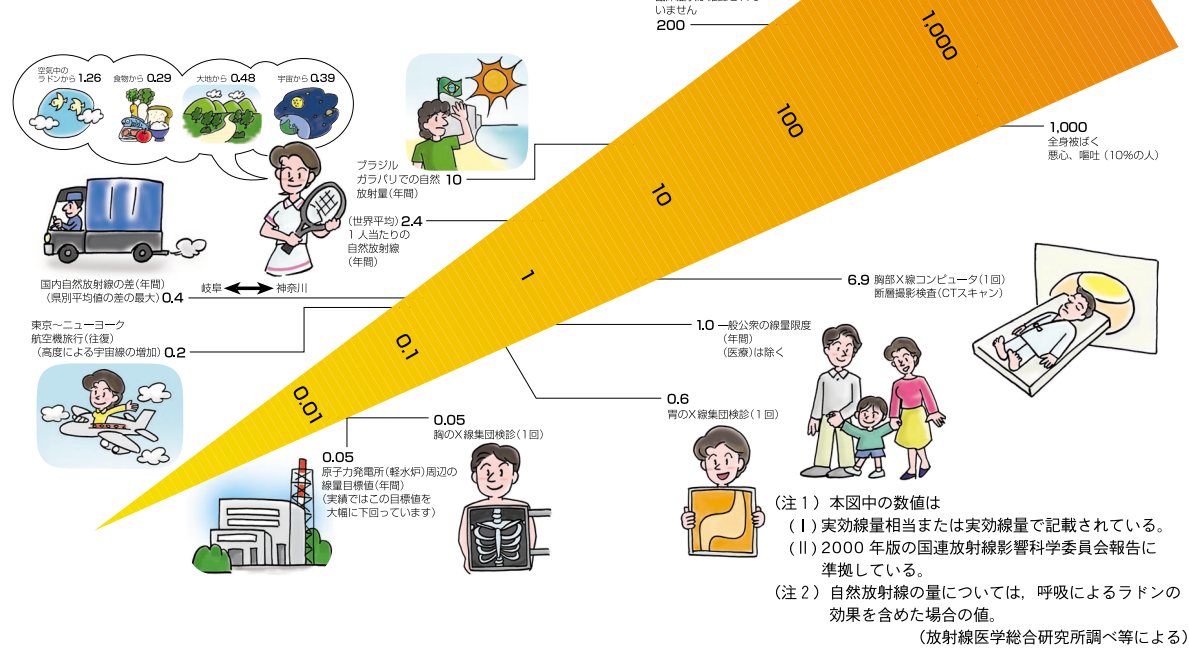 いません
200
1,000
100
10
1
0.1
0.01
空気中の
ラドンから 1.26
食物から 0.29
大地から 0.48
宇宙から 0.39
ブラジル
ガラパリでの自然 10
放射量(年間)
(世界平均) 2.4
1人当たりの
自然放射線
(年間)
国内自然放射線の差(年間)
(県別平均値の差の最大) 0.4
岐阜
神奈川
東京〜ニューヨーク
航空機旅行(往復)
(高度による宇宙線の増加) 0.2
1,000
全身被ばく
悪心、嘔吐 (10%の人)
6.9 胸部X線コンピュータ(1回)
断層撮影検査(CTスキャン)
1.0 一般公衆の線量限度
(年間)
(医療)は除く
0.6
胃のX線集団検診(1回)
0.05
胸のX線集団検診(1回)
0.05
原子力発電所(軽水炉)周辺の
線量目標値(年間)
(実績ではこの目標値を
大幅に下回っています)
(注1) 本図中の数値は
(Ⅰ) 実効線量相当または実効線量で記載されている。
(Ⅱ) 2000 年版の国連放射線影響科学委員会報告に
準拠している。
(注2) 自然放射線の量については, 呼吸によるラドンの
効果を含めた場合の値。
(放射線医学総合研究所調べ等による)